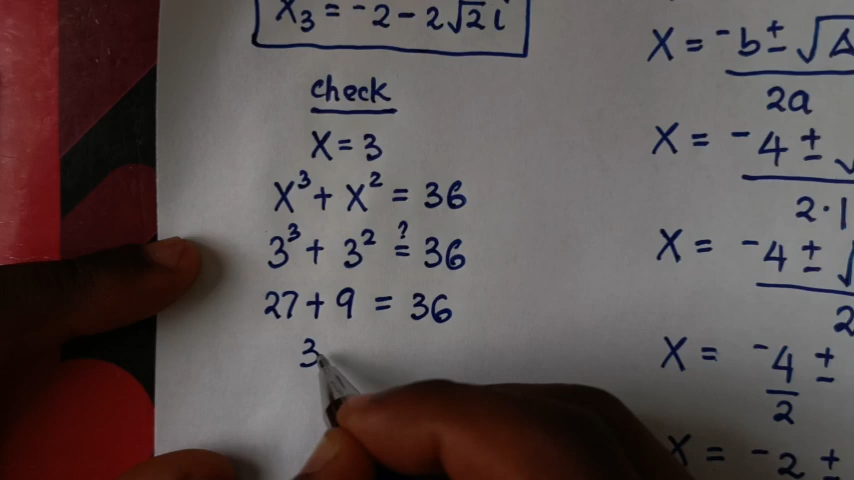 X₃ = -2 - 2√2 i
check
X = 3
X³ + X² = 36
3³ + 3² ≟ 36
27 + 9 = 36
3
X = -b ± √Δ / 2a
X = -4 ± √ / 2·1
X = -4 ± √ / 2
X = -4/2 ±
X = -2 ±